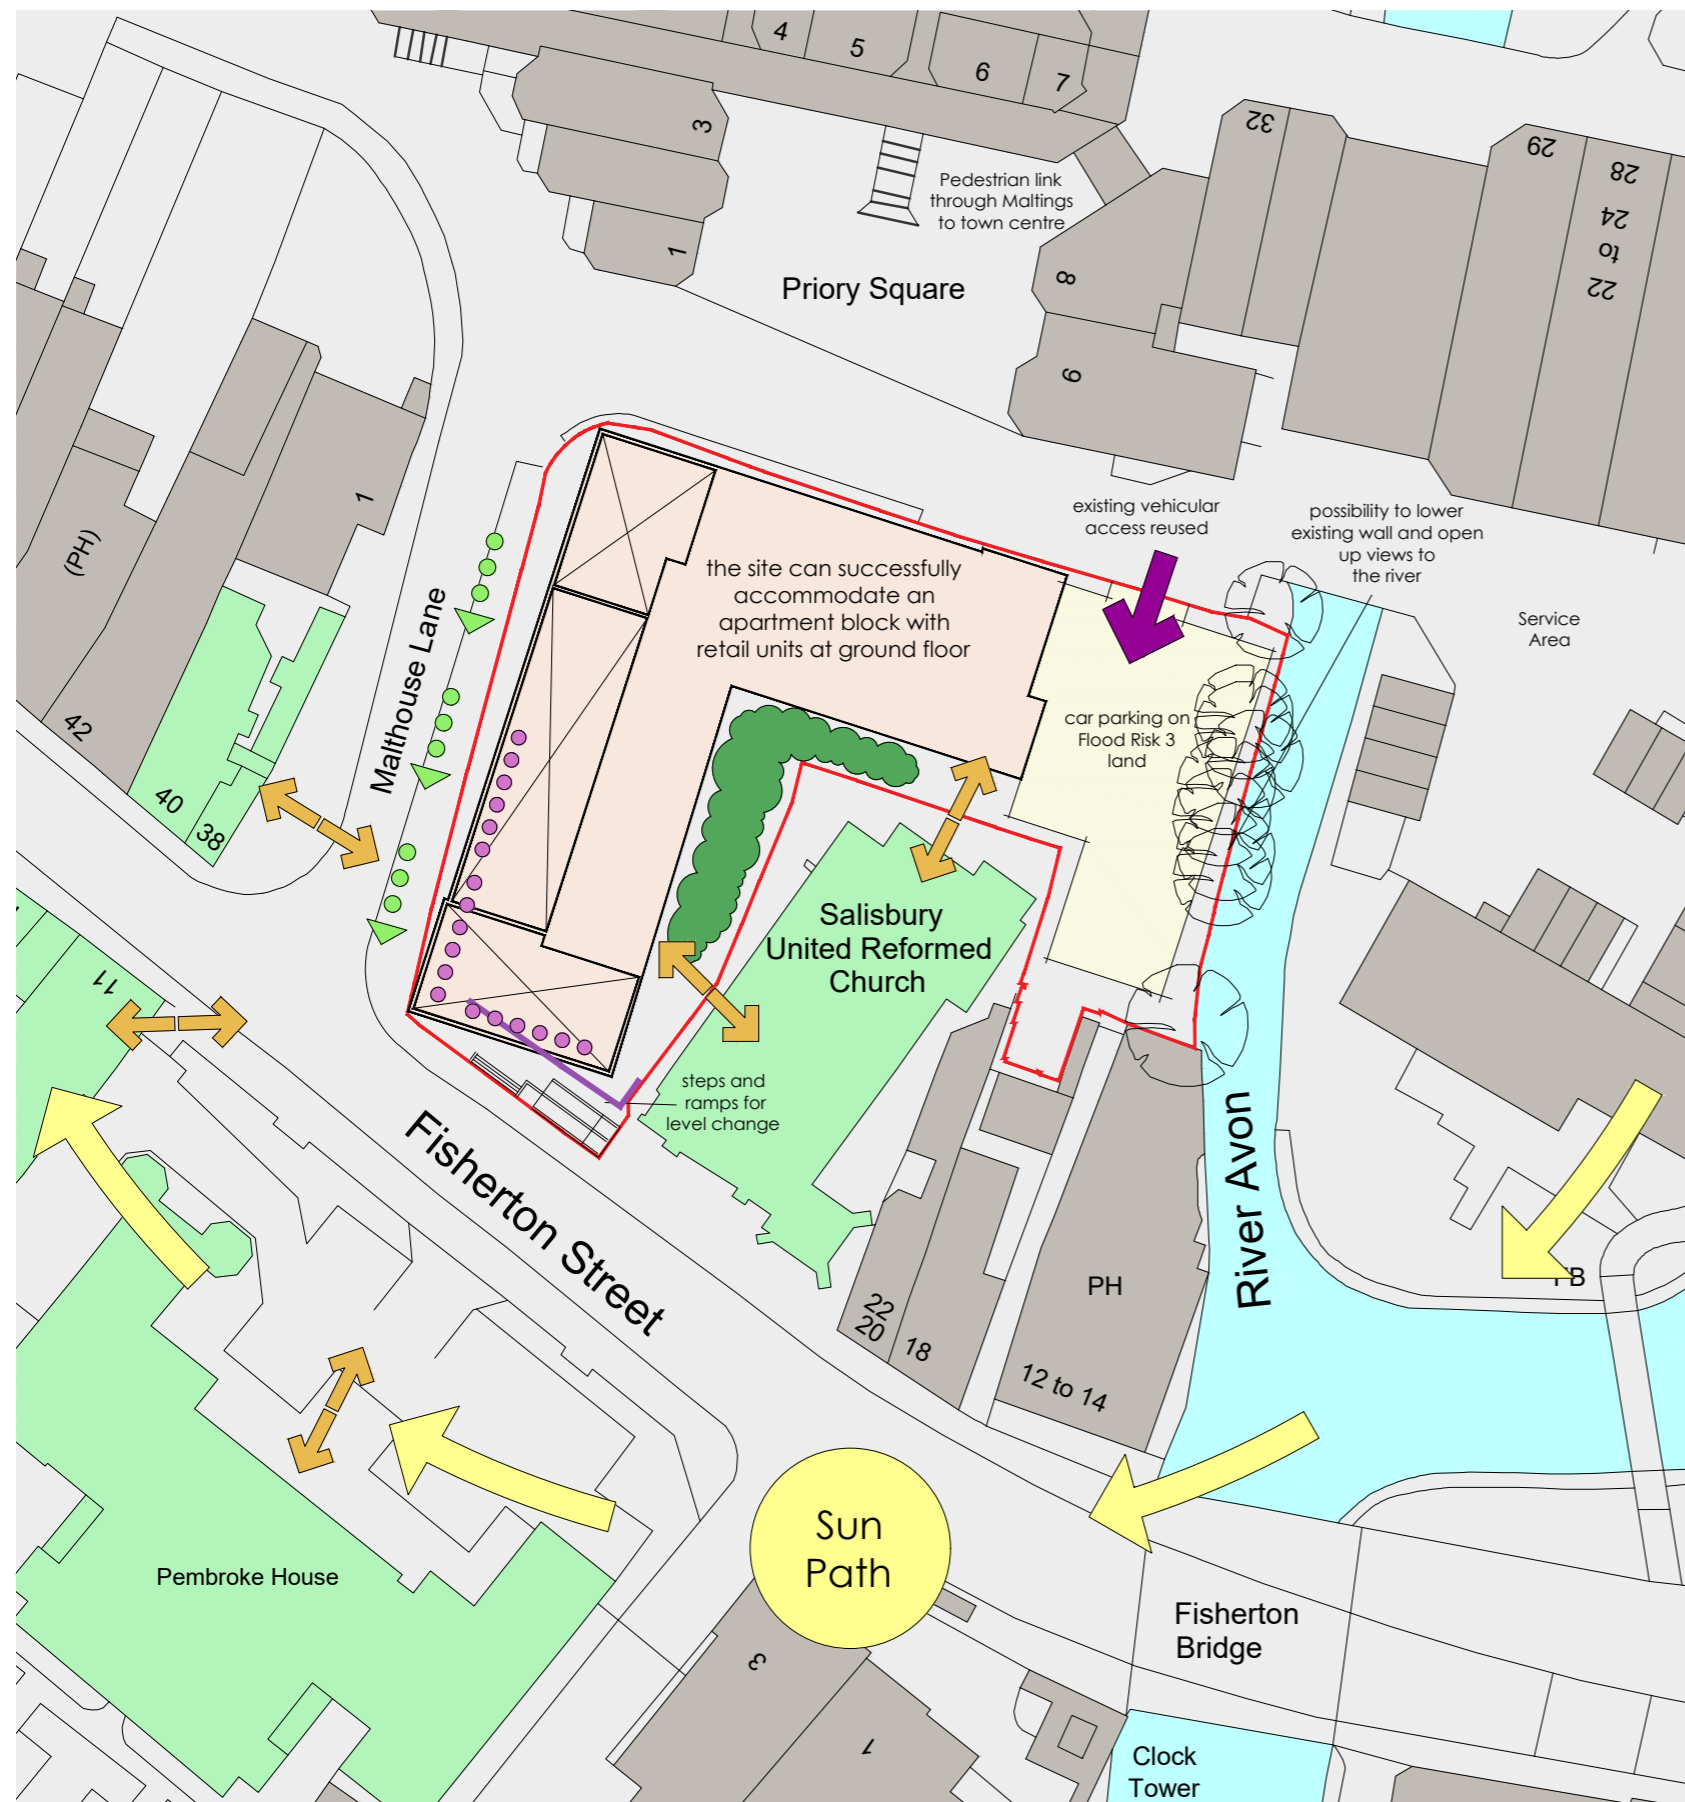 4
5
6
7
3
1
32
29
28
24
to
22
Pedestrian link
through Maltings
to town centre
Priory Square
8
9
1
(PH)
existing vehicular
access reused
possibility to lower
existing wall and open
up views to
the river
the site can successfully
accommodate an
apartment block with
retail units at ground floor
Service
Area
Malthouse Lane
42
40
38
car parking on
Flood Risk 3
land
Salisbury
United Reformed
Church
11
steps and
ramps for
level change
Fisherton Street
River Avon
PH
FB
22
20
18
12 to 14
Sun
Path
Pembroke House
Fisherton
Bridge
3
1
Clock
Tower